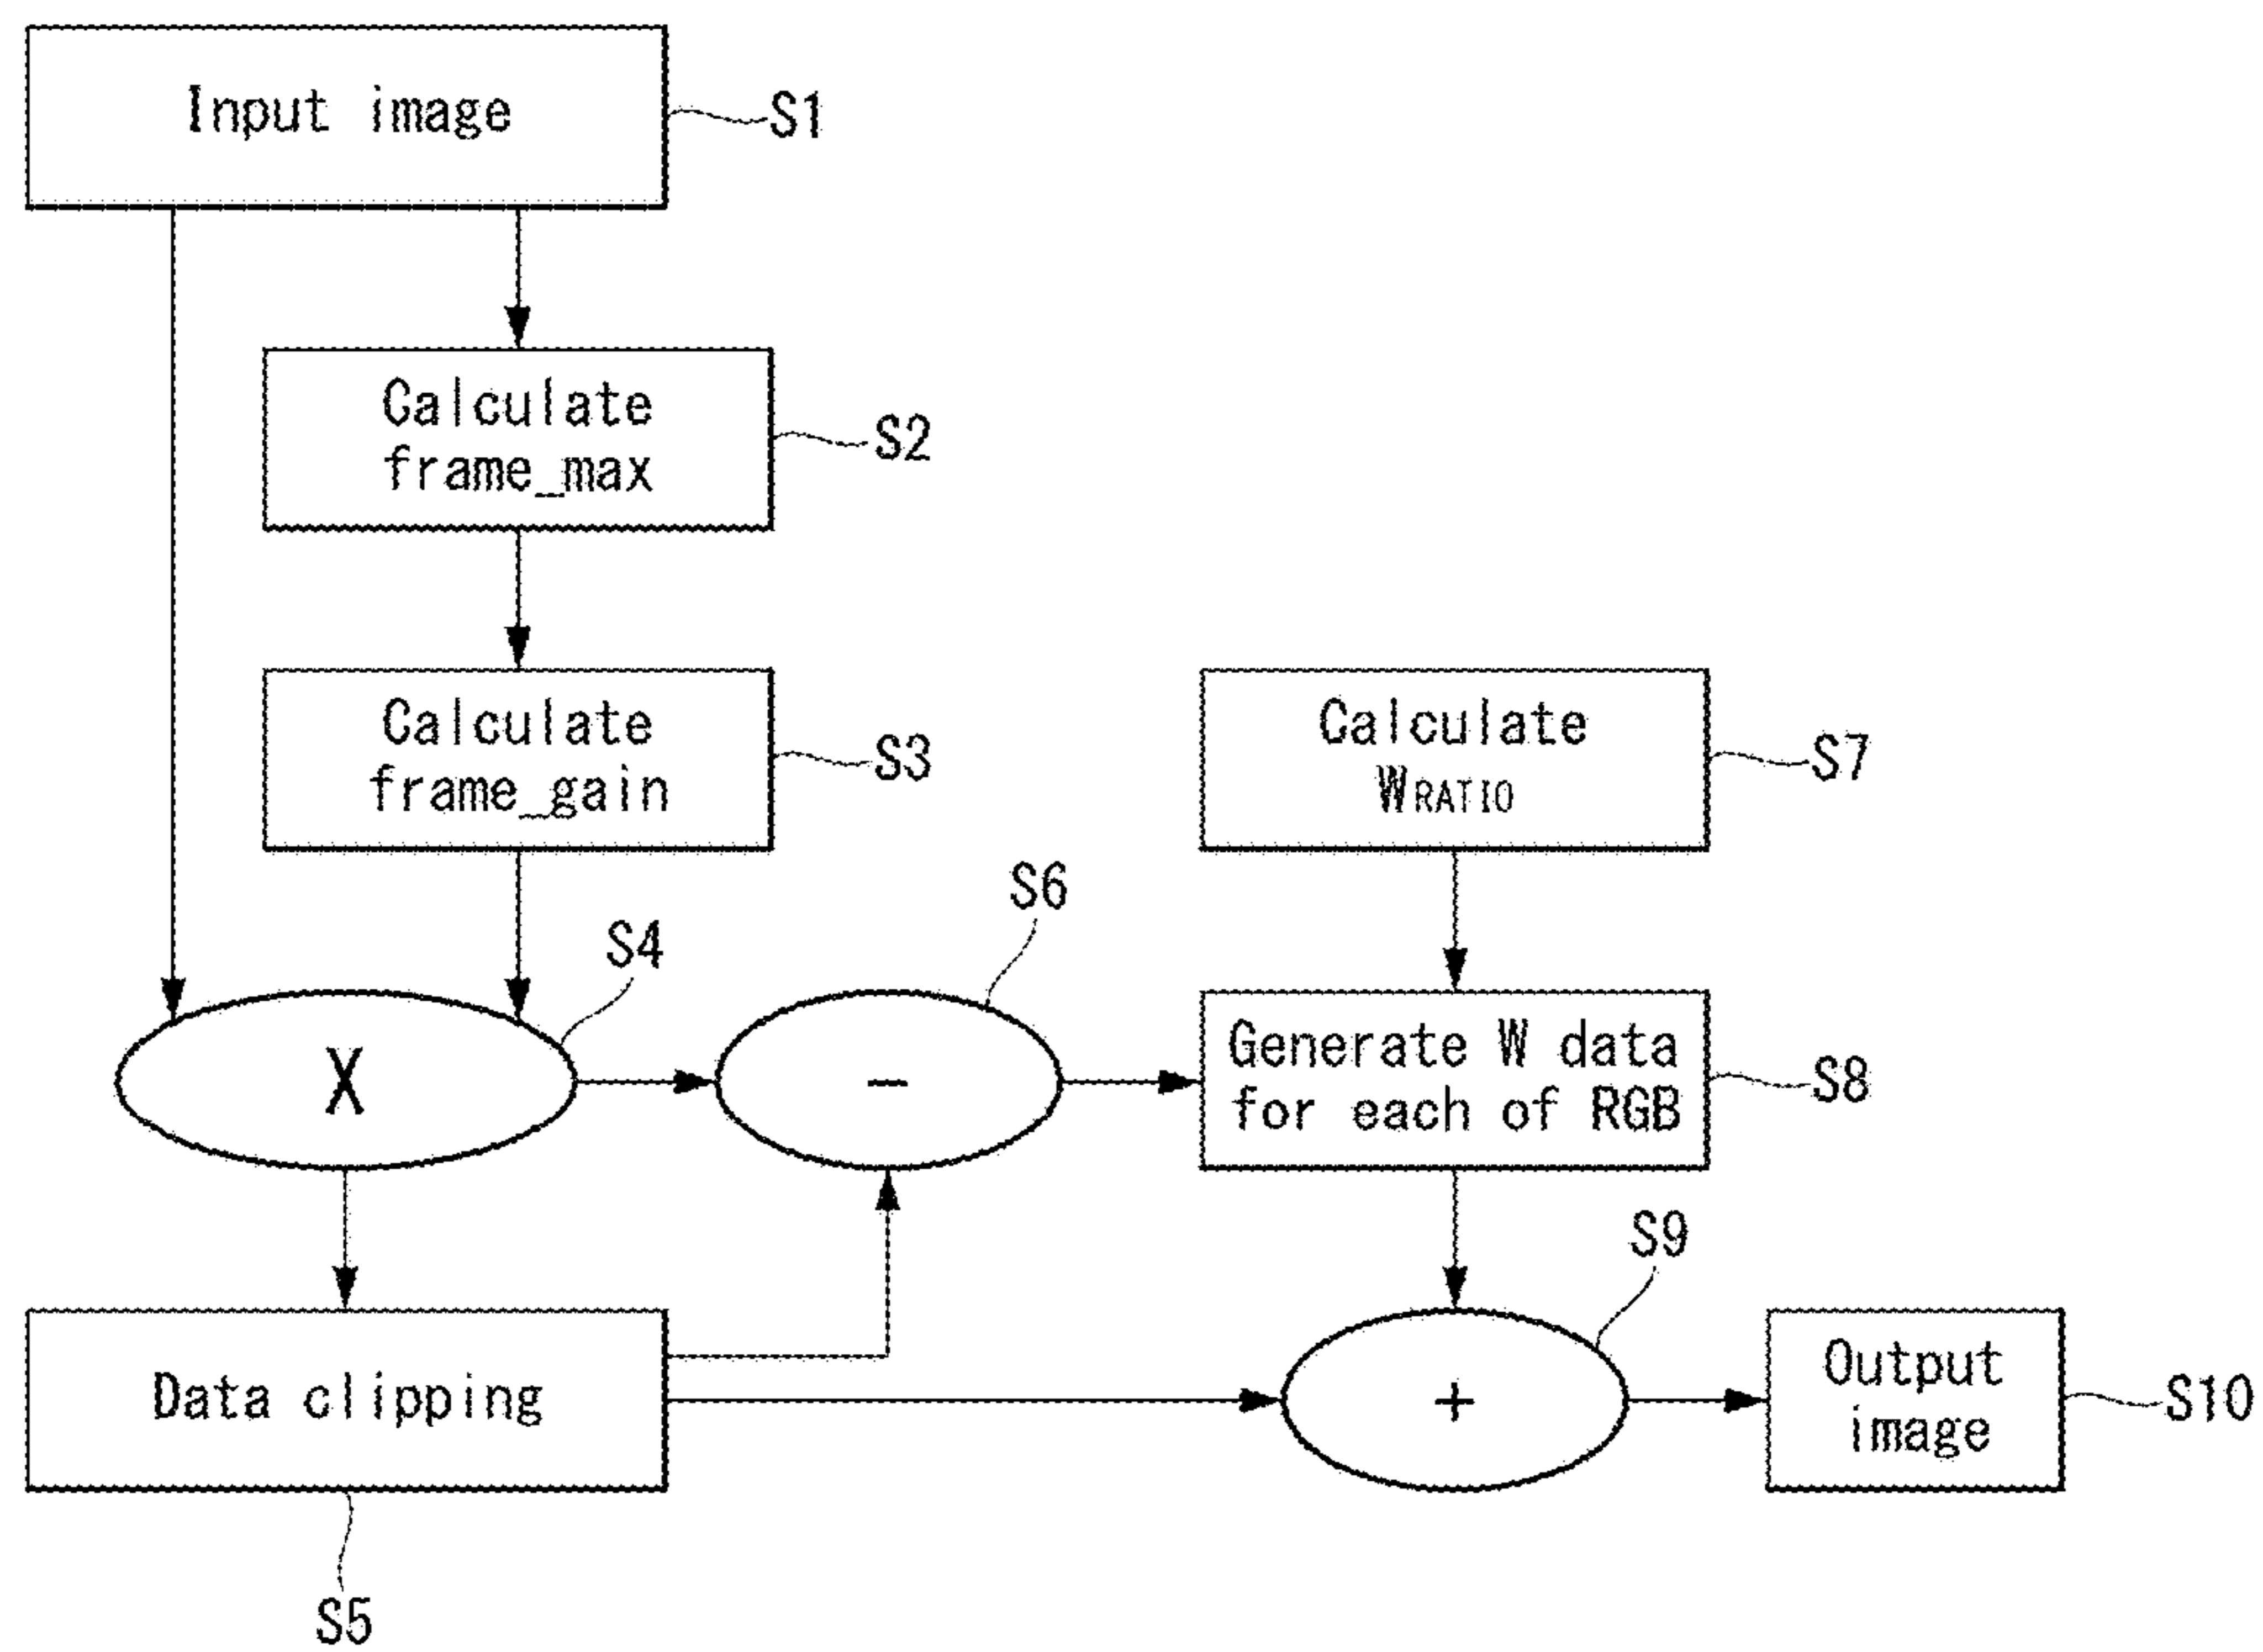 Input image
S1
Calculate
frame_max
S2
Calculate
frame_gain
S3
Calculate
WRATIO
S7
S4
S6
X
-
Generate W data
for each of RGB
S8
S9
Data clipping
+
Output
image
S10
S5